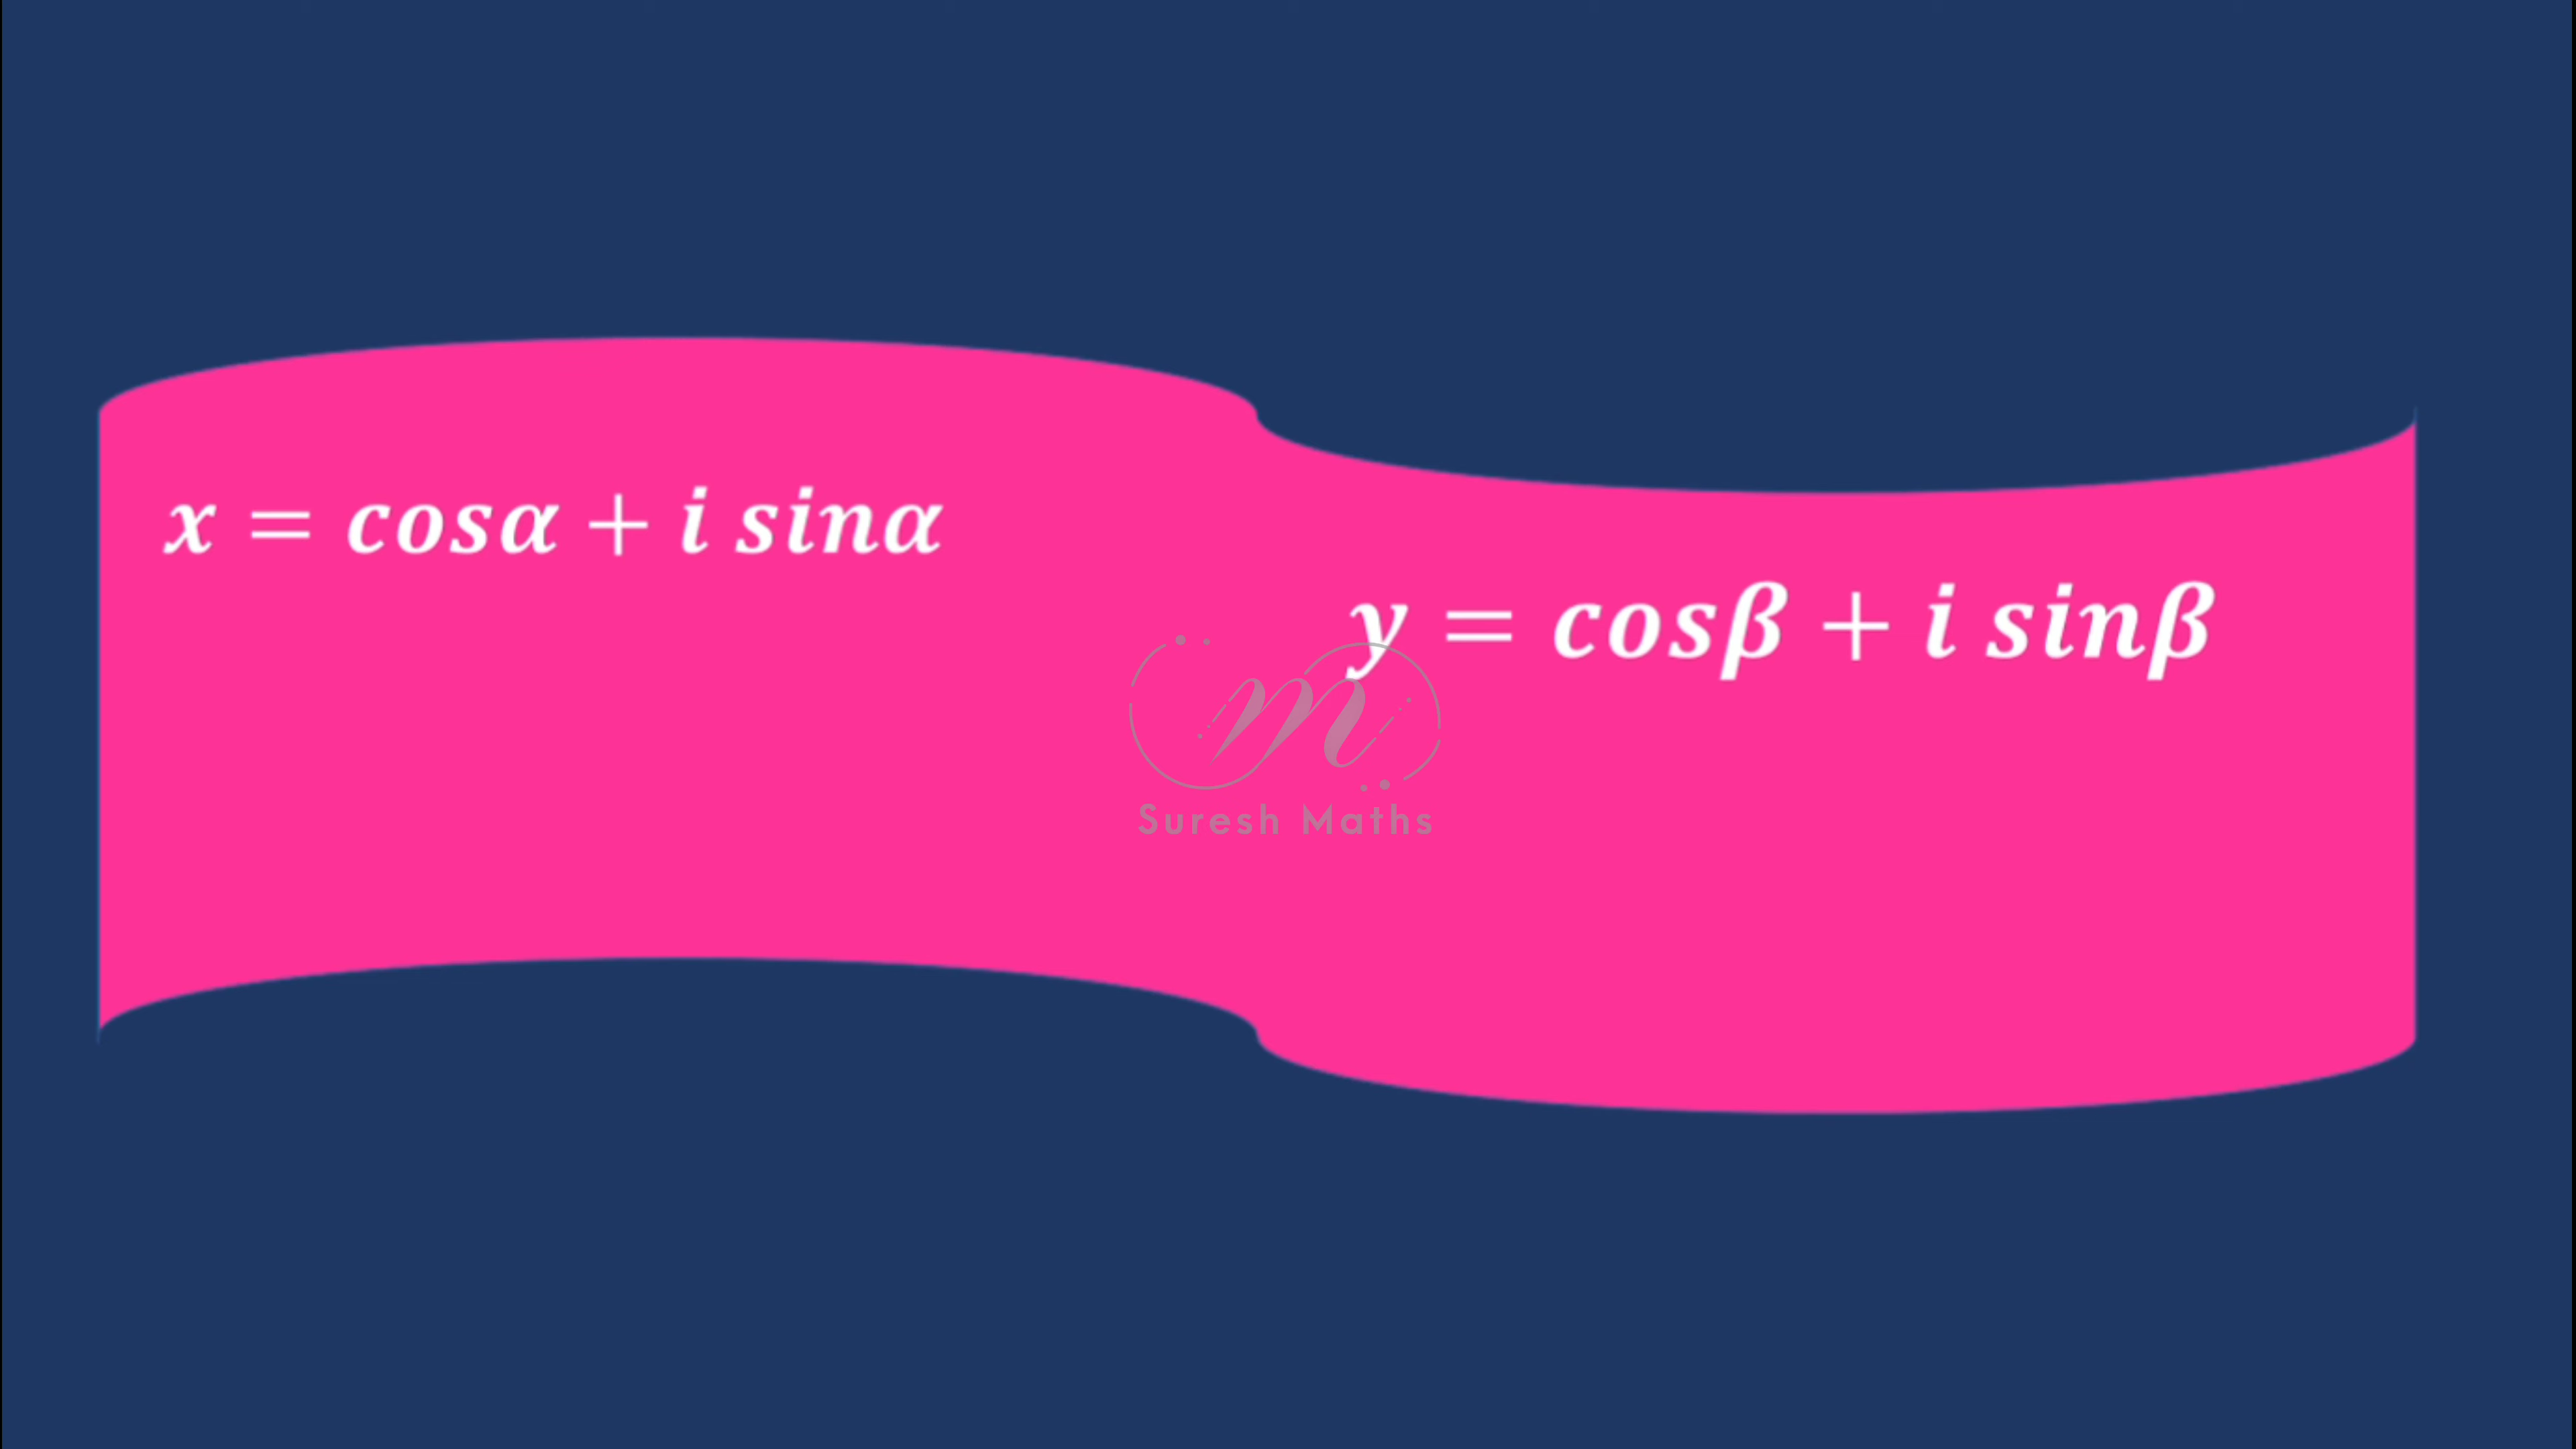 x = cosα + i sinα
y = cosβ + i sinβ
m
Suresh Maths